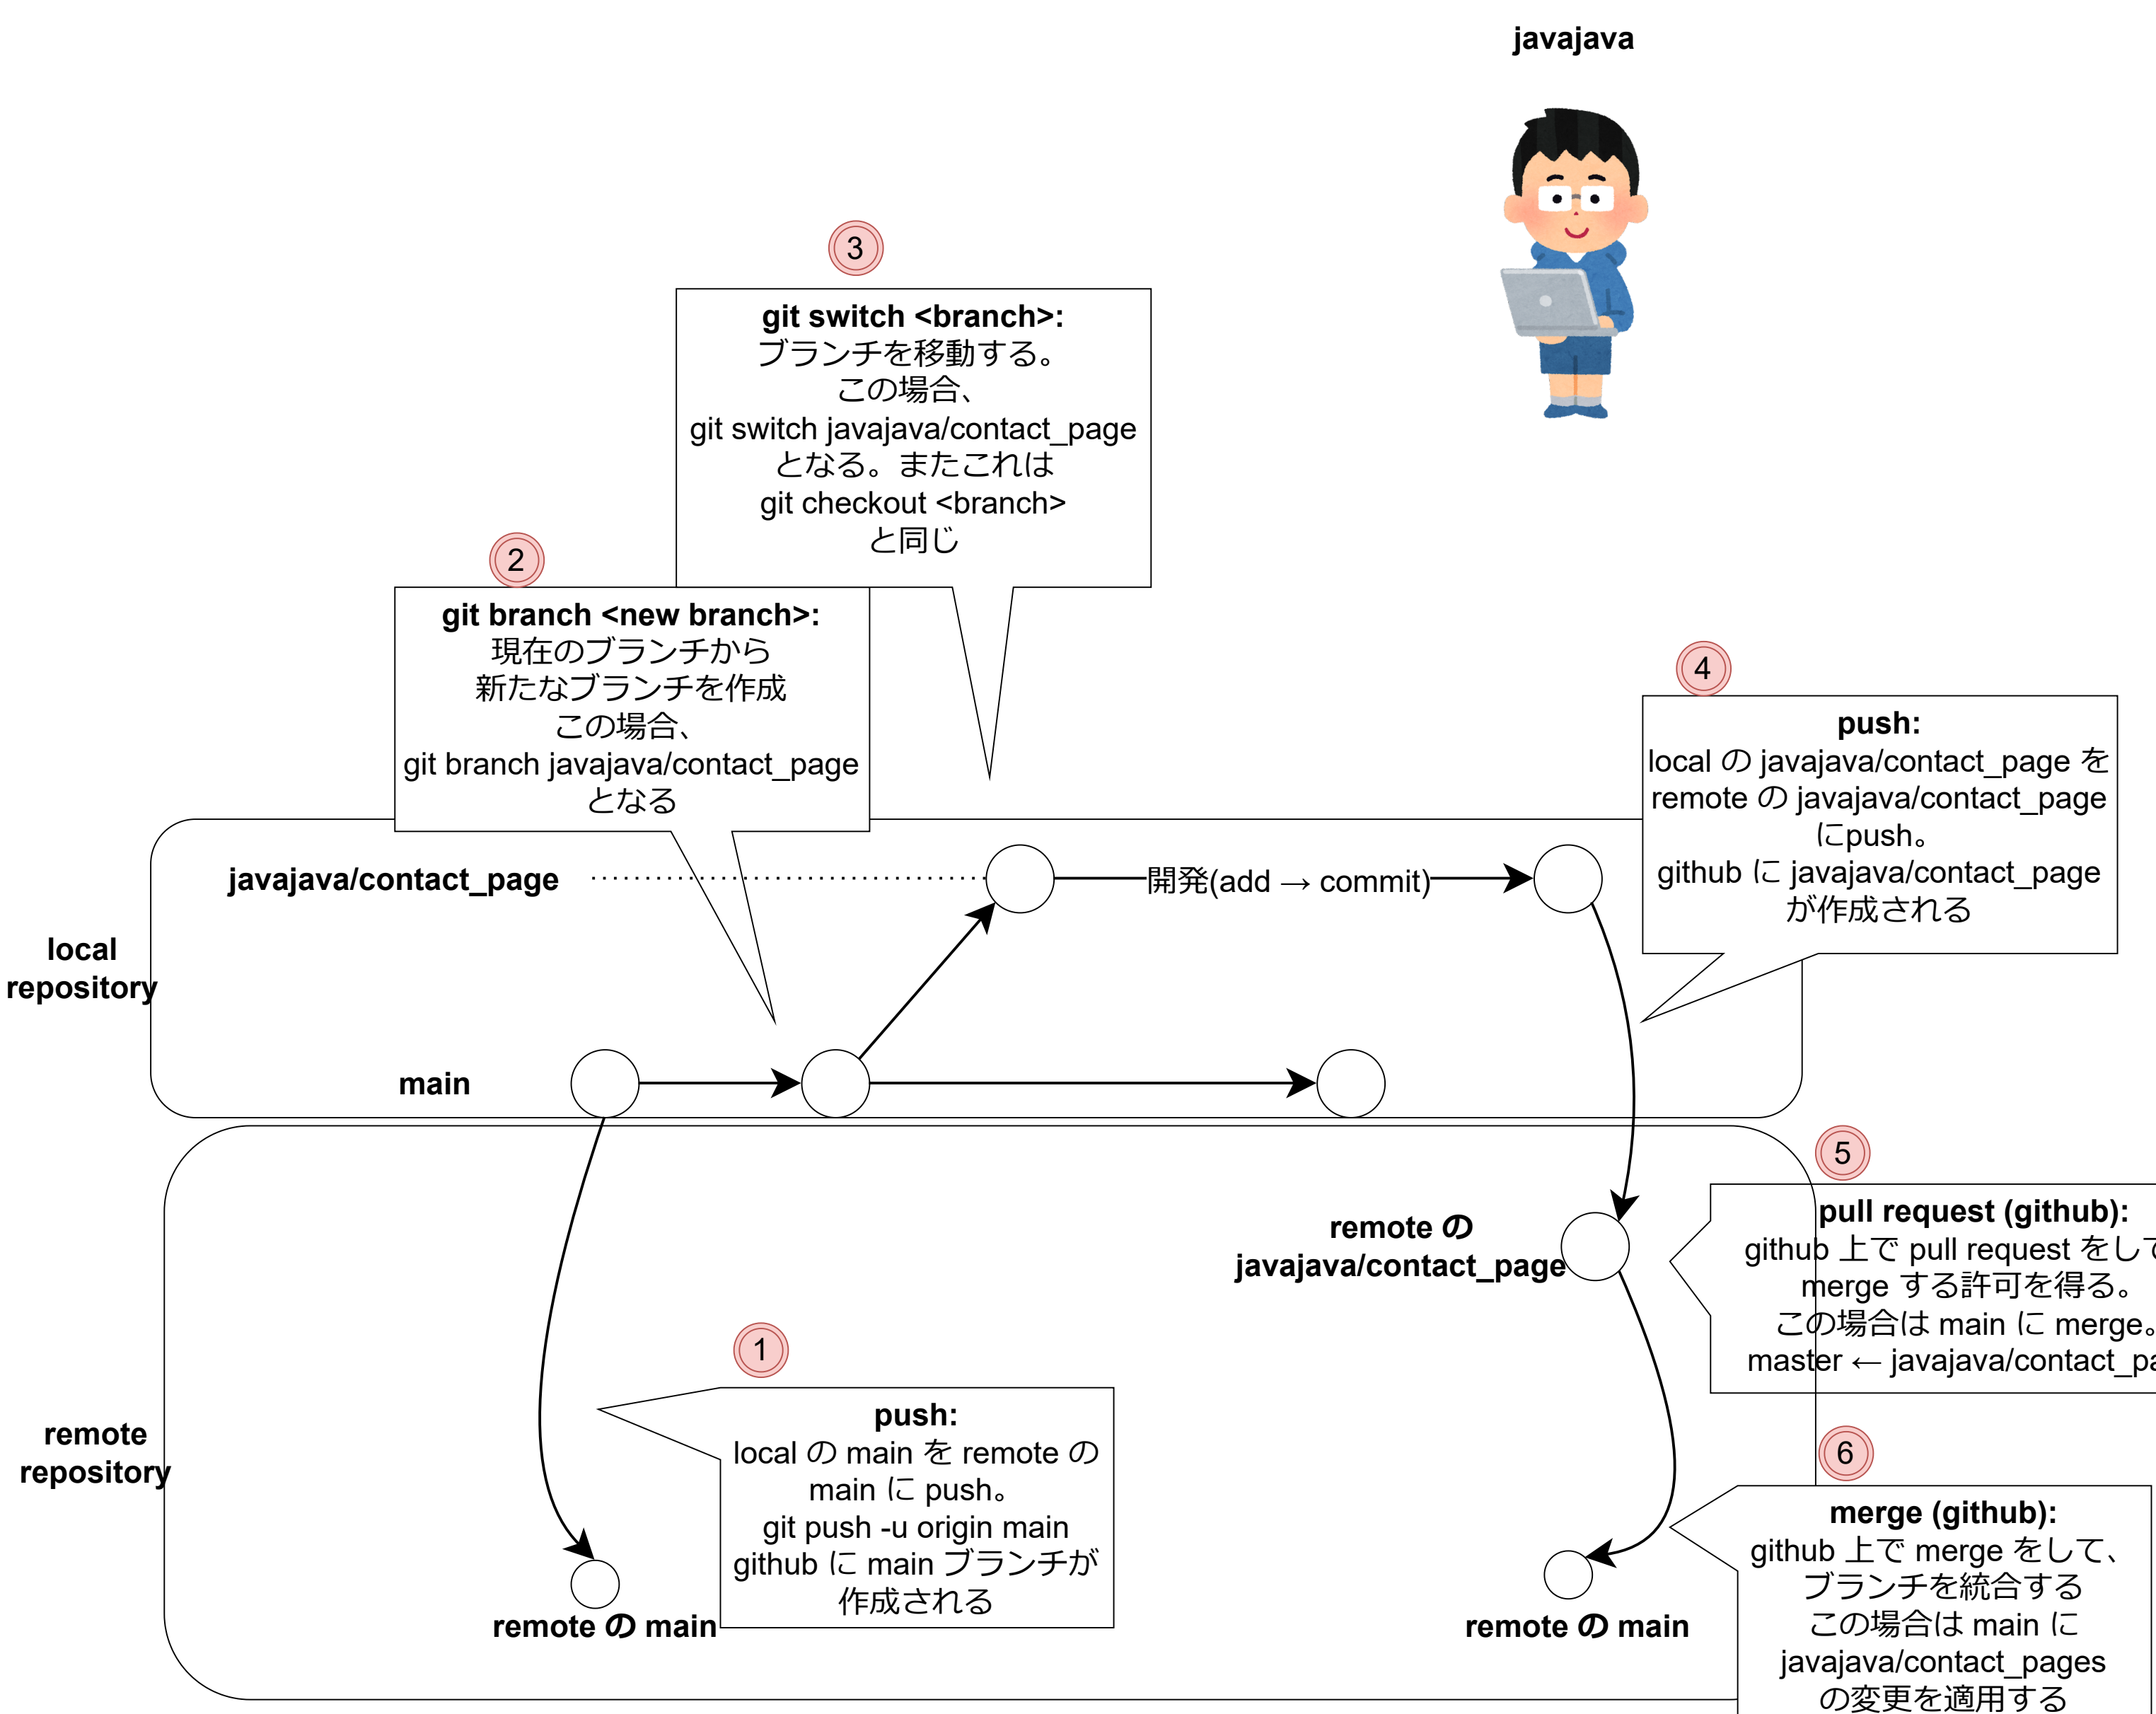 javajava
3
git switch <branch>:
ブランチを移動する。
この場合、
git switch javajava/contact_page
となる。またこれは
git checkout <branch>
と同じ
2
git branch <new branch>:
現在のブランチから
新たなブランチを作成
この場合、
git branch javajava/contact_page
となる
4
push:
local の javajava/contact_page を
remote の javajava/contact_page
にpush。
github に javajava/contact_page
が作成される
javajava/contact_page
開発(add → commit)
local
repository
main
5
pull request (github):
github 上で pull request をして
merge する許可を得る。
この場合は main に merge。
master ← javajava/contact_pa
remote の
javajava/contact_page
1
push:
local の main を remote の
main に push。
git push -u origin main
github に main ブランチが
作成される
remote
repository
6
merge (github):
github 上で merge をして、
ブランチを統合する
この場合は main に
javajava/contact_pages
の変更を適用する
remote の main
remote の main